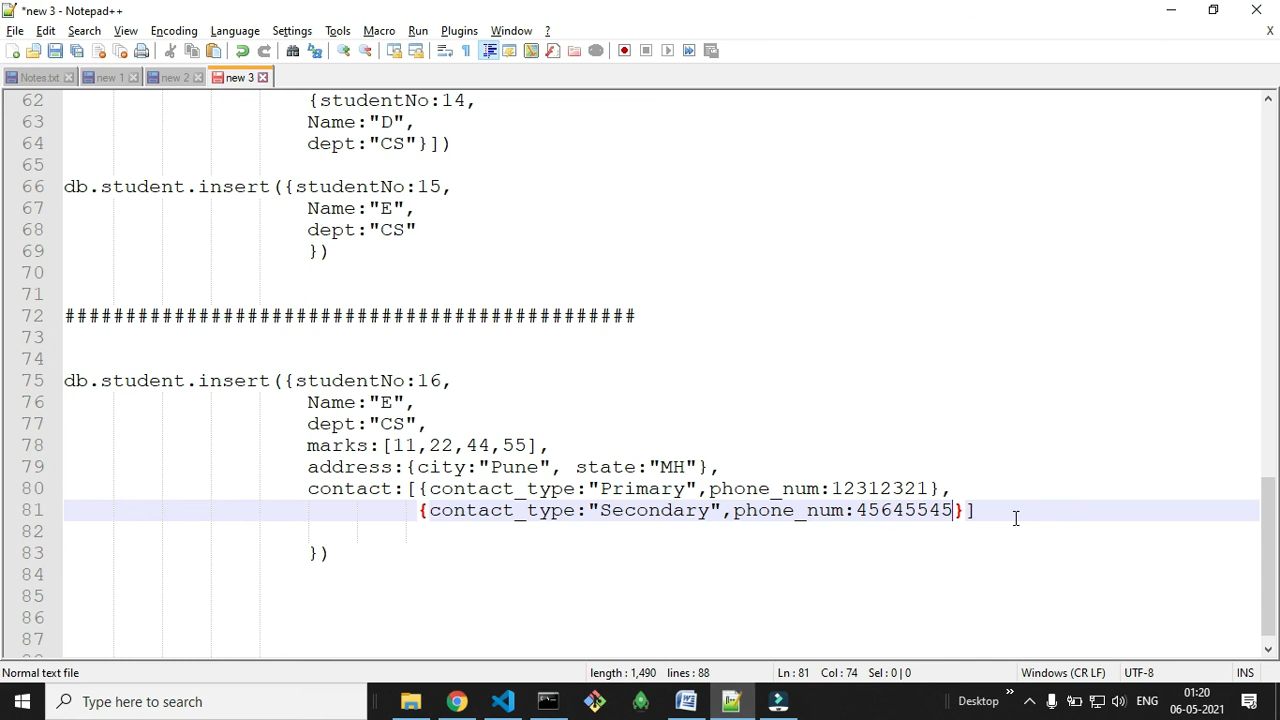 *new 3 - Notepad++
File Edit Search View Encoding Language Settings Tools Macro Run Plugins Window ?
X
Notes.txt new 1 new 2 new 3
62 {studentNo:14,
63 Name:"D",
64 dept:"CS"}])
65
66 db.student.insert({studentNo:15,
67 Name:"E",
68 dept:"CS"
69 })
70
71
72 ###############################################
73
74
75 db.student.insert({studentNo:16,
76 Name:"E",
77 dept:"CS",
78 marks:[11,22,44,55],
79 address:{city:"Pune", state:"MH"},
80 contact:[{contact_type:"Primary",phone_num:12312321},
81 {contact_type:"Secondary",phone_num:45645545}]
82
83 })
84
85
86
87
Normal text file length : 1,490 lines : 88 Ln : 81 Col : 74 Sel : 0 | 0 Windows (CR LF) UTF-8 INS
Type here to search Desktop ENG 01:20
06-05-2021